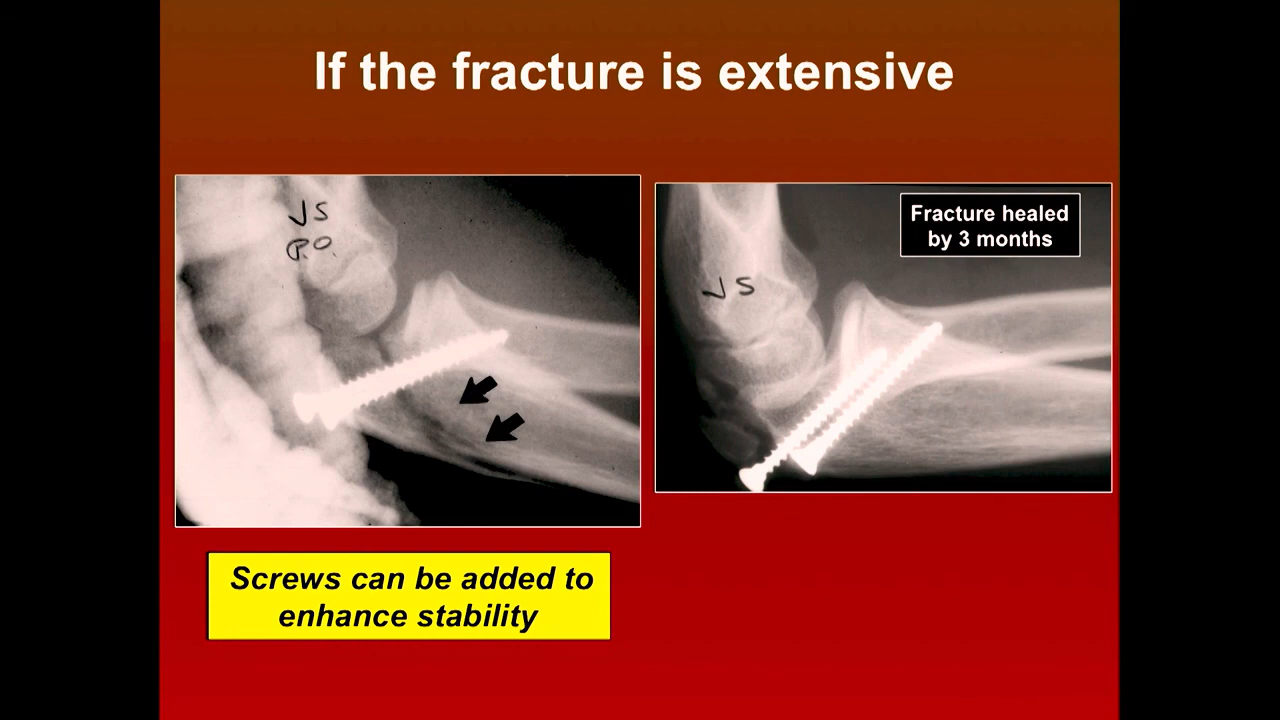 If the fracture is extensive
JS
P.O.
JS
Fracture healed
by 3 months
Screws can be added to
enhance stability